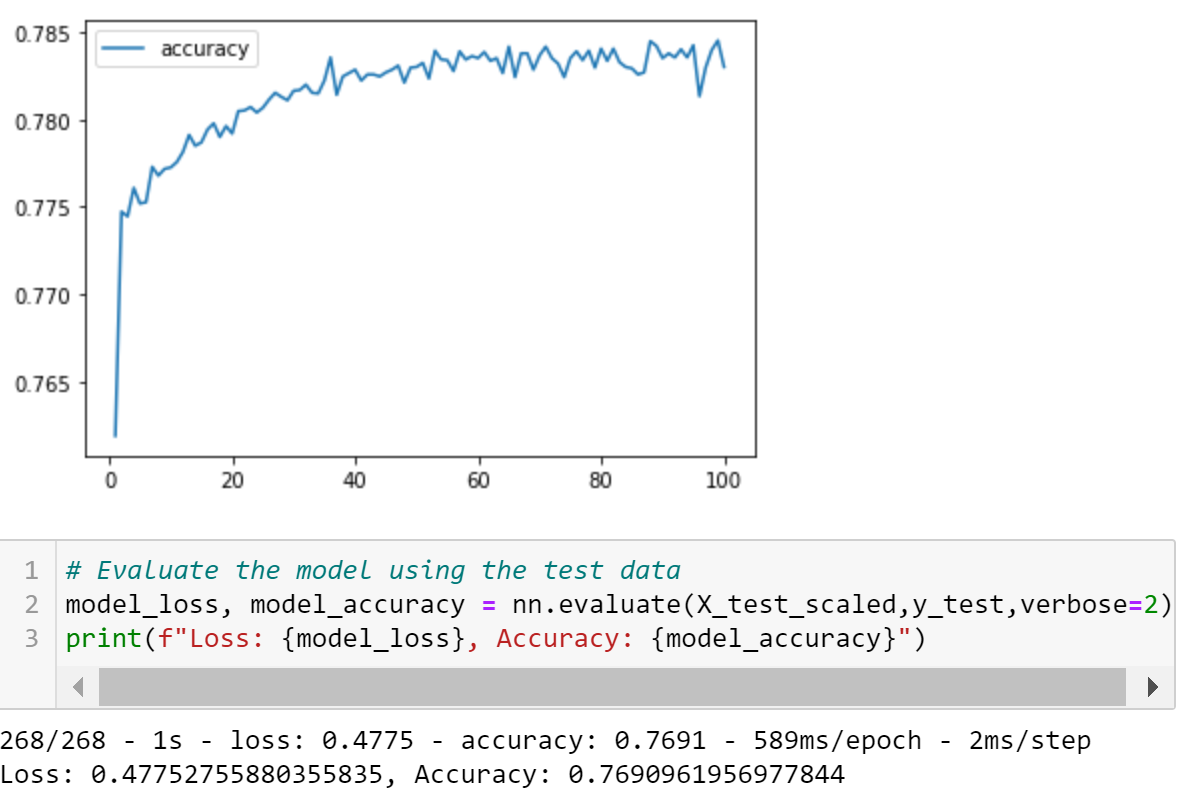 0.785
accuracy
0.780
0.775
0.770
0.765
0 20 40 60 80 100
1 # Evaluate the model using the test data
2 model_loss, model_accuracy = nn.evaluate(X_test_scaled,y_test,verbose=2)
3 print(f"Loss: {model_loss}, Accuracy: {model_accuracy}")
268/268 - 1s - loss: 0.4775 - accuracy: 0.7691 - 589ms/epoch - 2ms/step
Loss: 0.47752755880355835, Accuracy: 0.7690961956977844